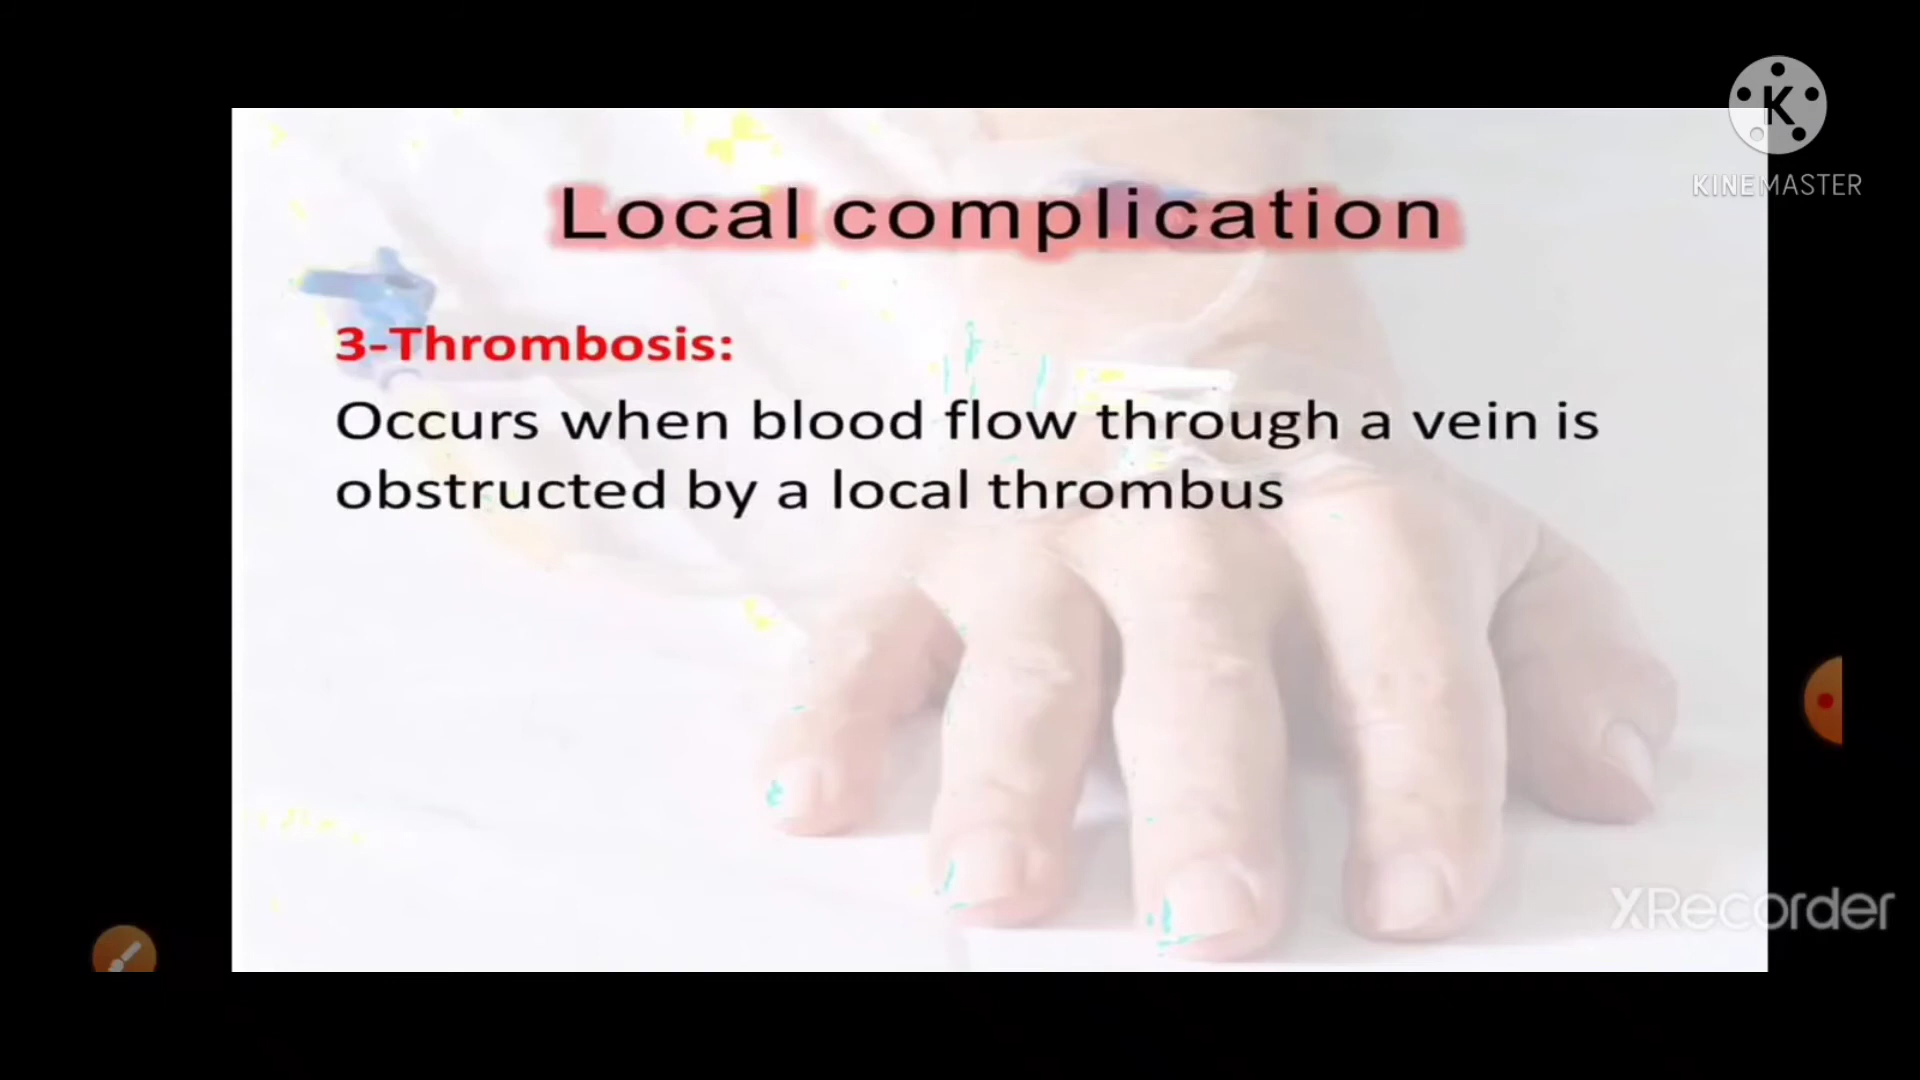 K
KINEMASTER
Local complication
3-Thrombosis:
Occurs when blood flow through a vein is
obstructed by a local thrombus
XRecorder